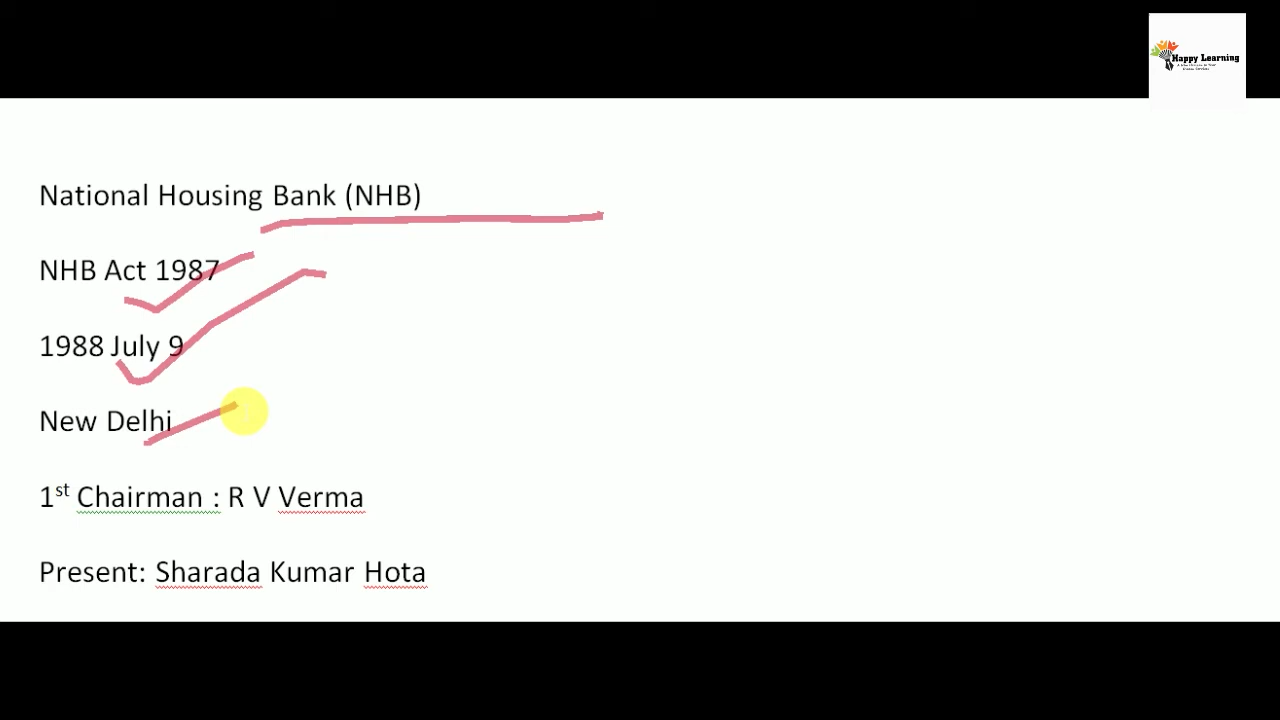 Happy Learning
National Housing Bank (NHB)
NHB Act 1987
1988 July 9
New Delhi
1st Chairman : R V Verma
Present: Sharada Kumar Hota